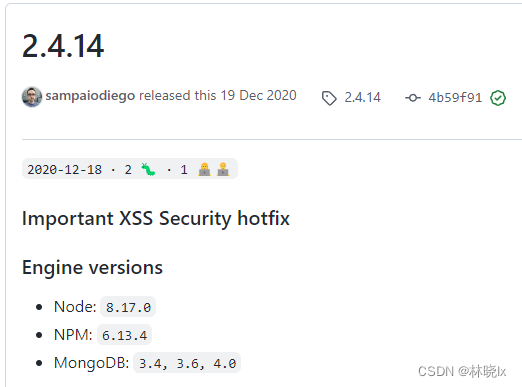 2.4.14
sampaiodiego released this 19 Dec 2020 2.4.14 4b59f91
2020-12-18 · 2 🐛 · 1 👩‍💻👨‍💻
Important XSS Security hotfix
Engine versions
Node: 8.17.0
NPM: 6.13.4
MongoDB: 3.4, 3.6, 4.0
CSDN @林晓lx